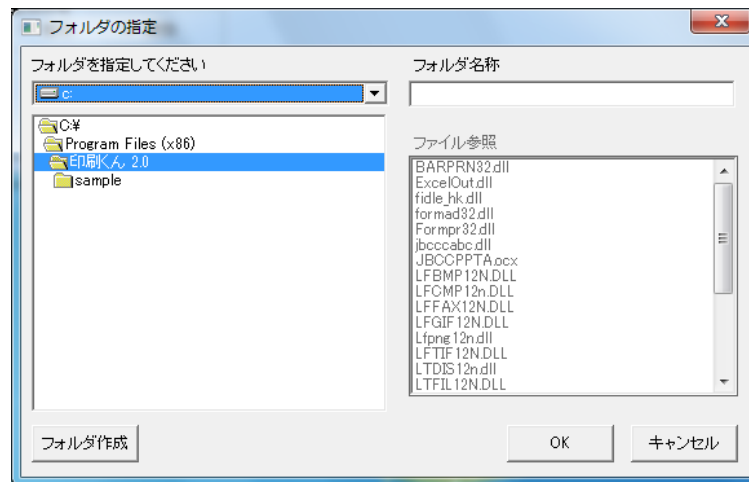 フォルダの指定
フォルダを指定してください
フォルダ名称
c:
C:¥
Program Files (x86)
印刷くん 2.0
sample
ファイル参照
BARPRN32.dll
ExcelOut.dll
fidle_hk.dll
formad32.dll
Formpr32.dll
jbcccabc.dll
JBCCPPTA.ocx
LFBMP12N.DLL
LFCMP12n.DLL
LFFAX12N.DLL
LFGIF12N.DLL
Lfpng12n.dll
LFTIF12N.DLL
LTDIS12n.dll
LTFIL12N.DLL
フォルダ作成
OK
キャンセル